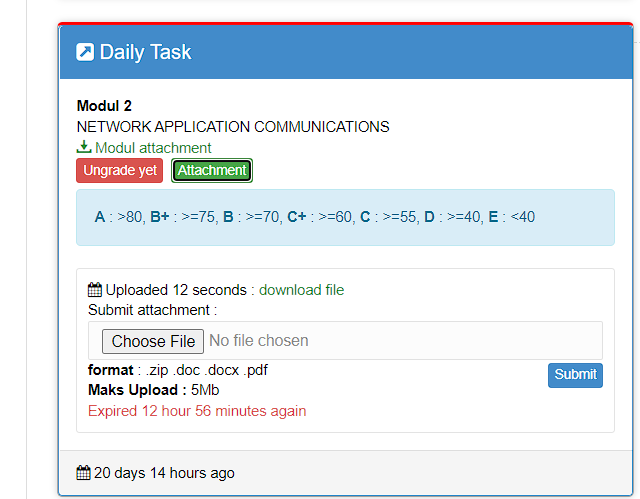 Daily Task
Modul 2
NETWORK APPLICATION COMMUNICATIONS
Modul attachment
Ungrade yet Attachment
A : >80, B+ : >=75, B : >=70, C+ : >=60, C : >=55, D : >=40, E : <40
Uploaded 12 seconds : download file
Submit attachment :
Choose File No file chosen
format : .zip .doc .docx .pdf
Submit
Maks Upload : 5Mb
Expired 12 hour 56 minutes again
20 days 14 hours ago